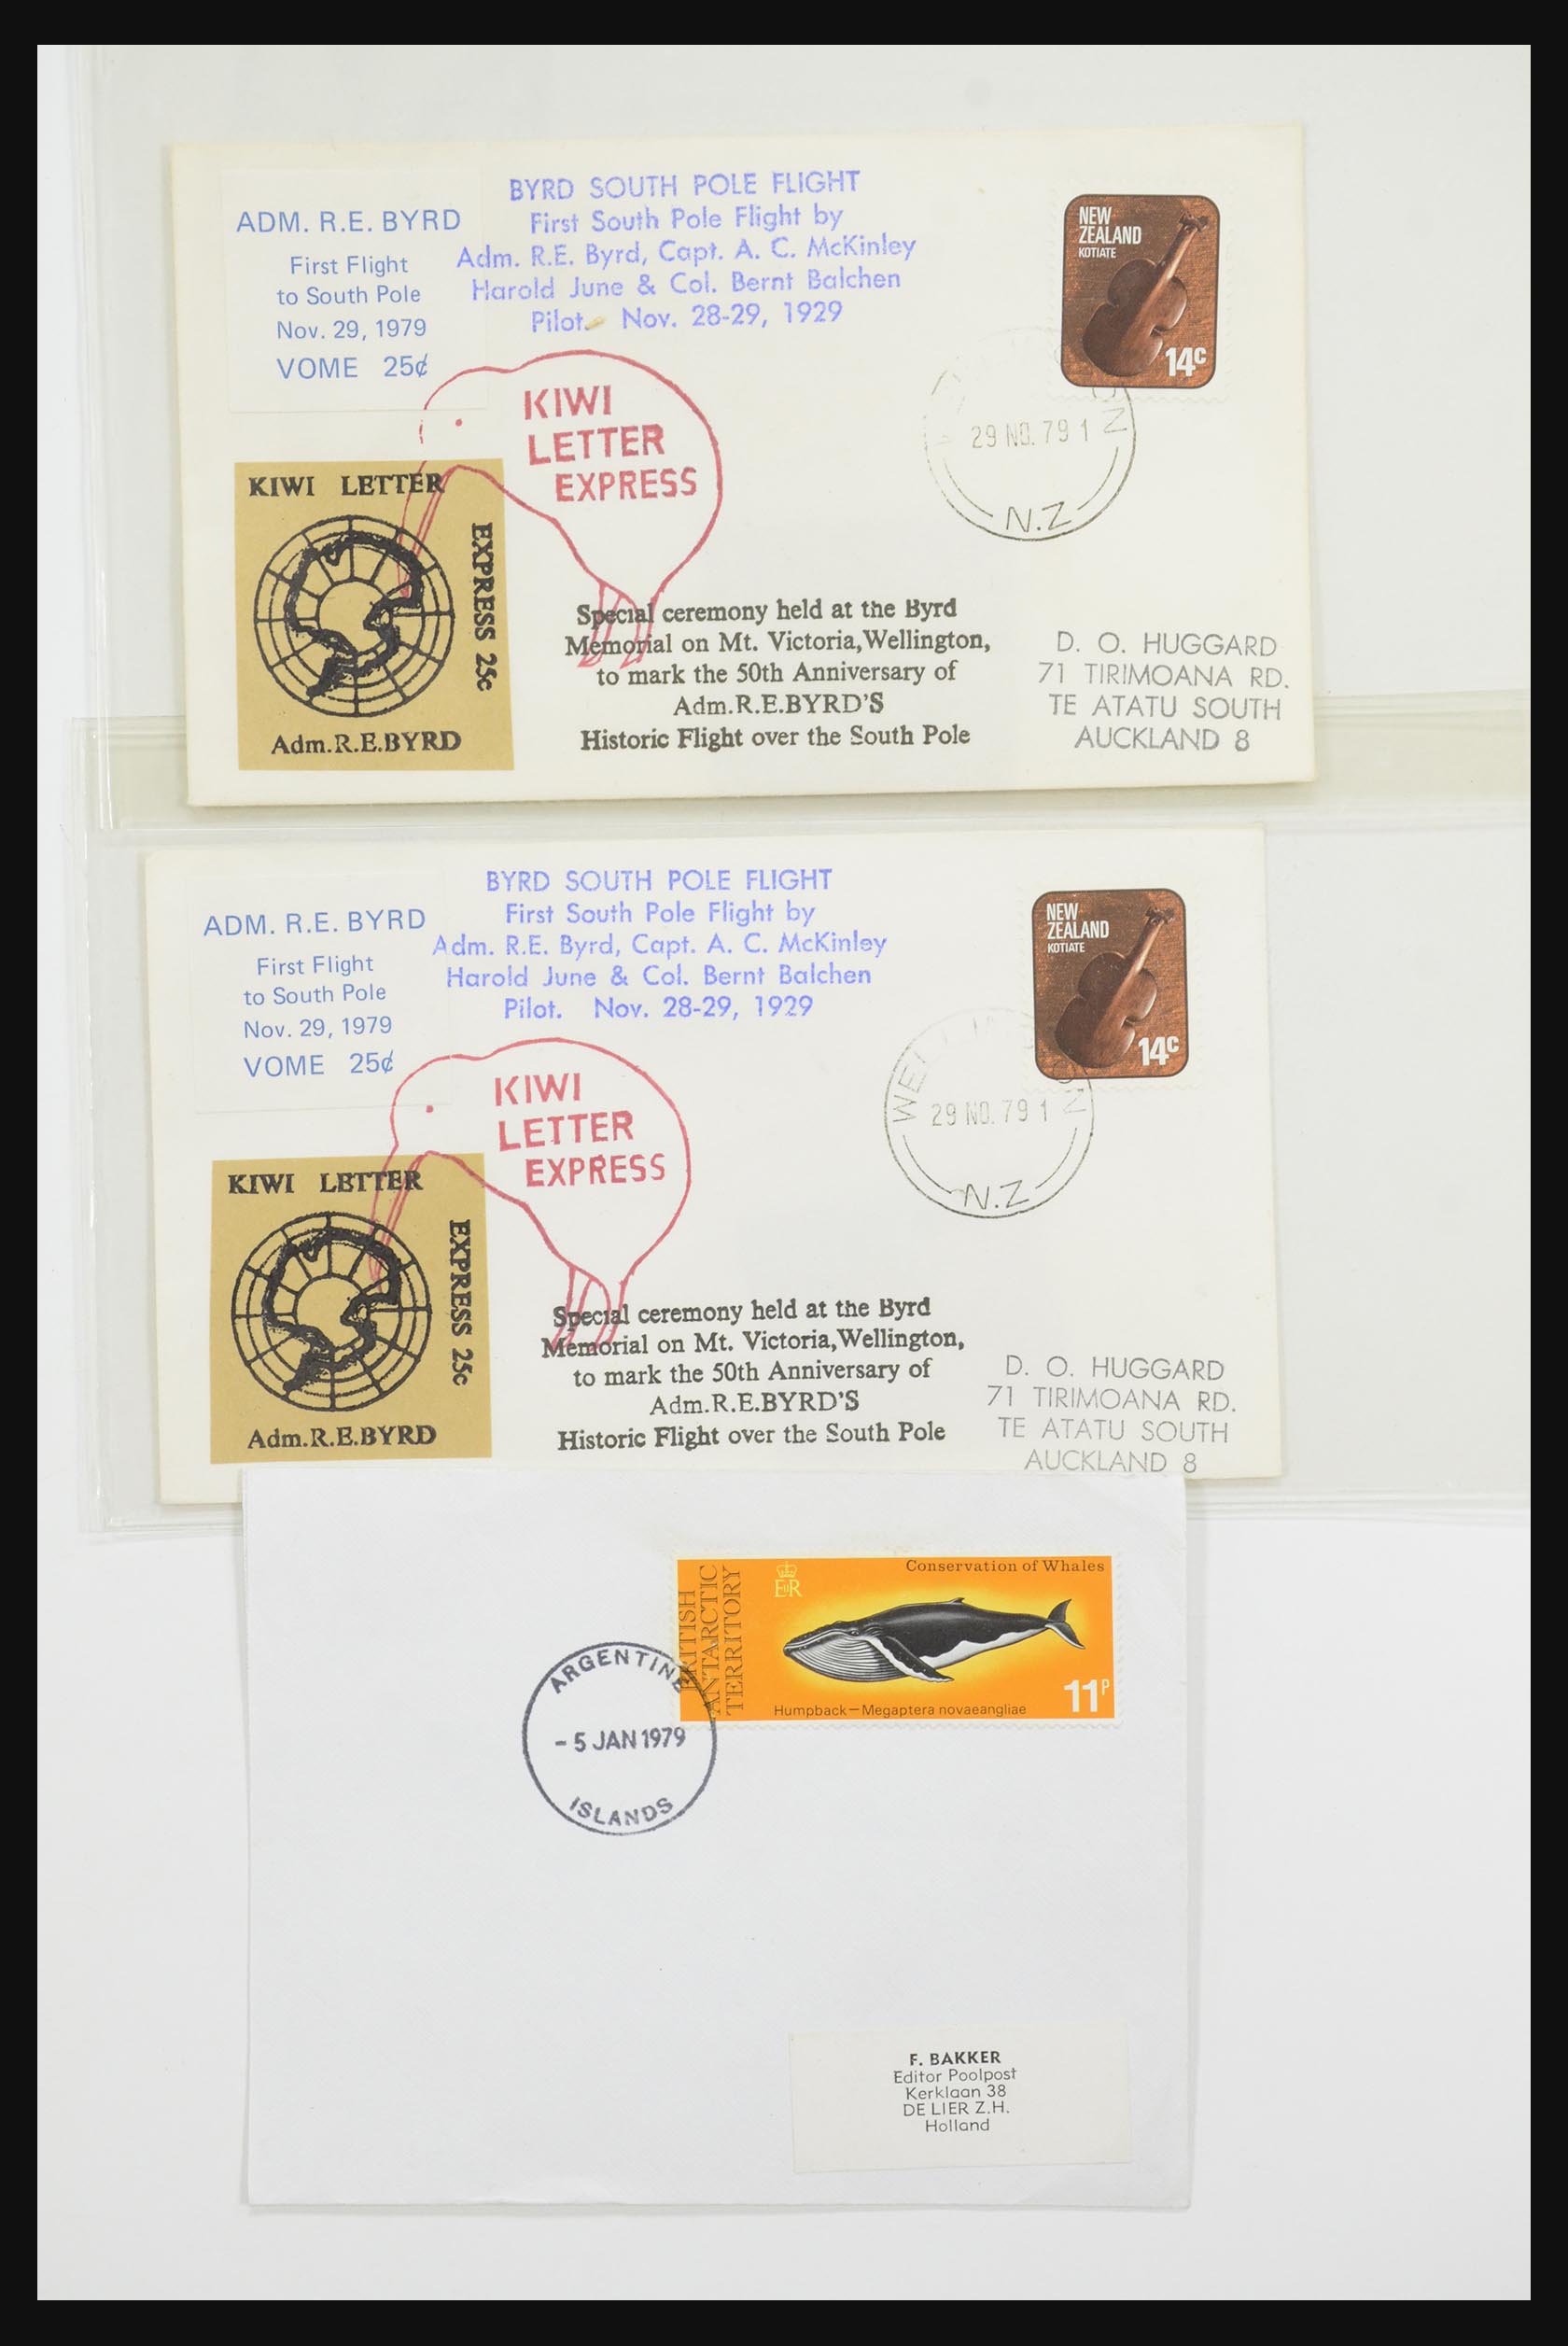 ADM. R.E. BYRD
First Flight
to South Pole
Nov. 29, 1979
VOME 25¢
BYRD SOUTH POLE FLIGHT
First South Pole Flight by
Adm. R.E. Byrd, Capt. A. C. McKinley
Harold June & Col. Bernt Balchen
Pilot. Nov. 28-29, 1929
NEW
ZEALAND
KOTIATE
14c
29 NO. 79 1
N.Z
KIWI
LETTER
EXPRESS
KIWI LETTER
EXPRESS 25c
Adm.R.E.BYRD
Special ceremony held at the Byrd
Memorial on Mt. Victoria,Wellington,
to mark the 50th Anniversary of
Adm.R.E.BYRD'S
Historic Flight over the South Pole
D. O. HUGGARD
71 TIRIMOANA RD.
TE ATATU SOUTH
AUCKLAND 8
ADM. R.E. BYRD
First Flight
to South Pole
Nov. 29, 1979
VOME 25¢
BYRD SOUTH POLE FLIGHT
First South Pole Flight by
Adm. R.E. Byrd, Capt. A. C. McKinley
Harold June & Col. Bernt Balchen
Pilot. Nov. 28-29, 1929
NEW
ZEALAND
KOTIATE
14c
29 NO. 79 1
N.Z
KIWI
LETTER
EXPRESS
KIWI LETTER
EXPRESS 25c
Adm.R.E.BYRD
Special ceremony held at the Byrd
Memorial on Mt. Victoria,Wellington,
to mark the 50th Anniversary of
Adm.R.E.BYRD'S
Historic Flight over the South Pole
D. O. HUGGARD
71 TIRIMOANA RD.
TE ATATU SOUTH
AUCKLAND 8
BRITISH
ANTARCTIC
TERRITORY
EIIR
Conservation of Whales
Humpback—Megaptera novaeangliae
11P
ARGENTINE
- 5 JAN 1979
ISLANDS
F. BAKKER
Editor Poolpost
Kerklaan 38
DE LIER Z.H.
Holland